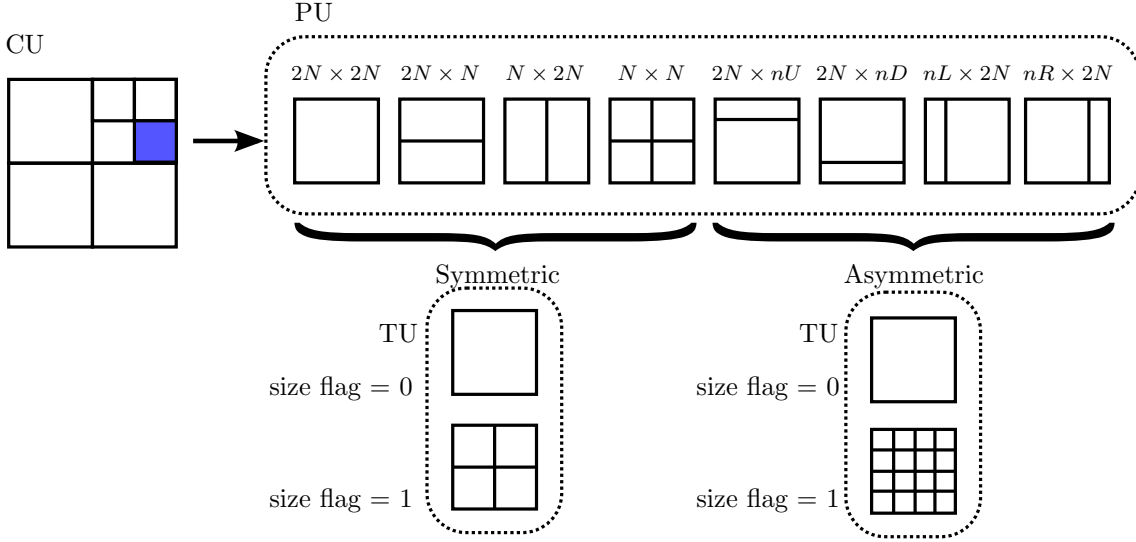 PU
CU
2N × 2N
2N × N
N × 2N
N × N
2N × nU
2N × nD
nL × 2N
nR × 2N
Symmetric
Asymmetric
TU
TU
size flag = 0
size flag = 0
size flag = 1
size flag = 1